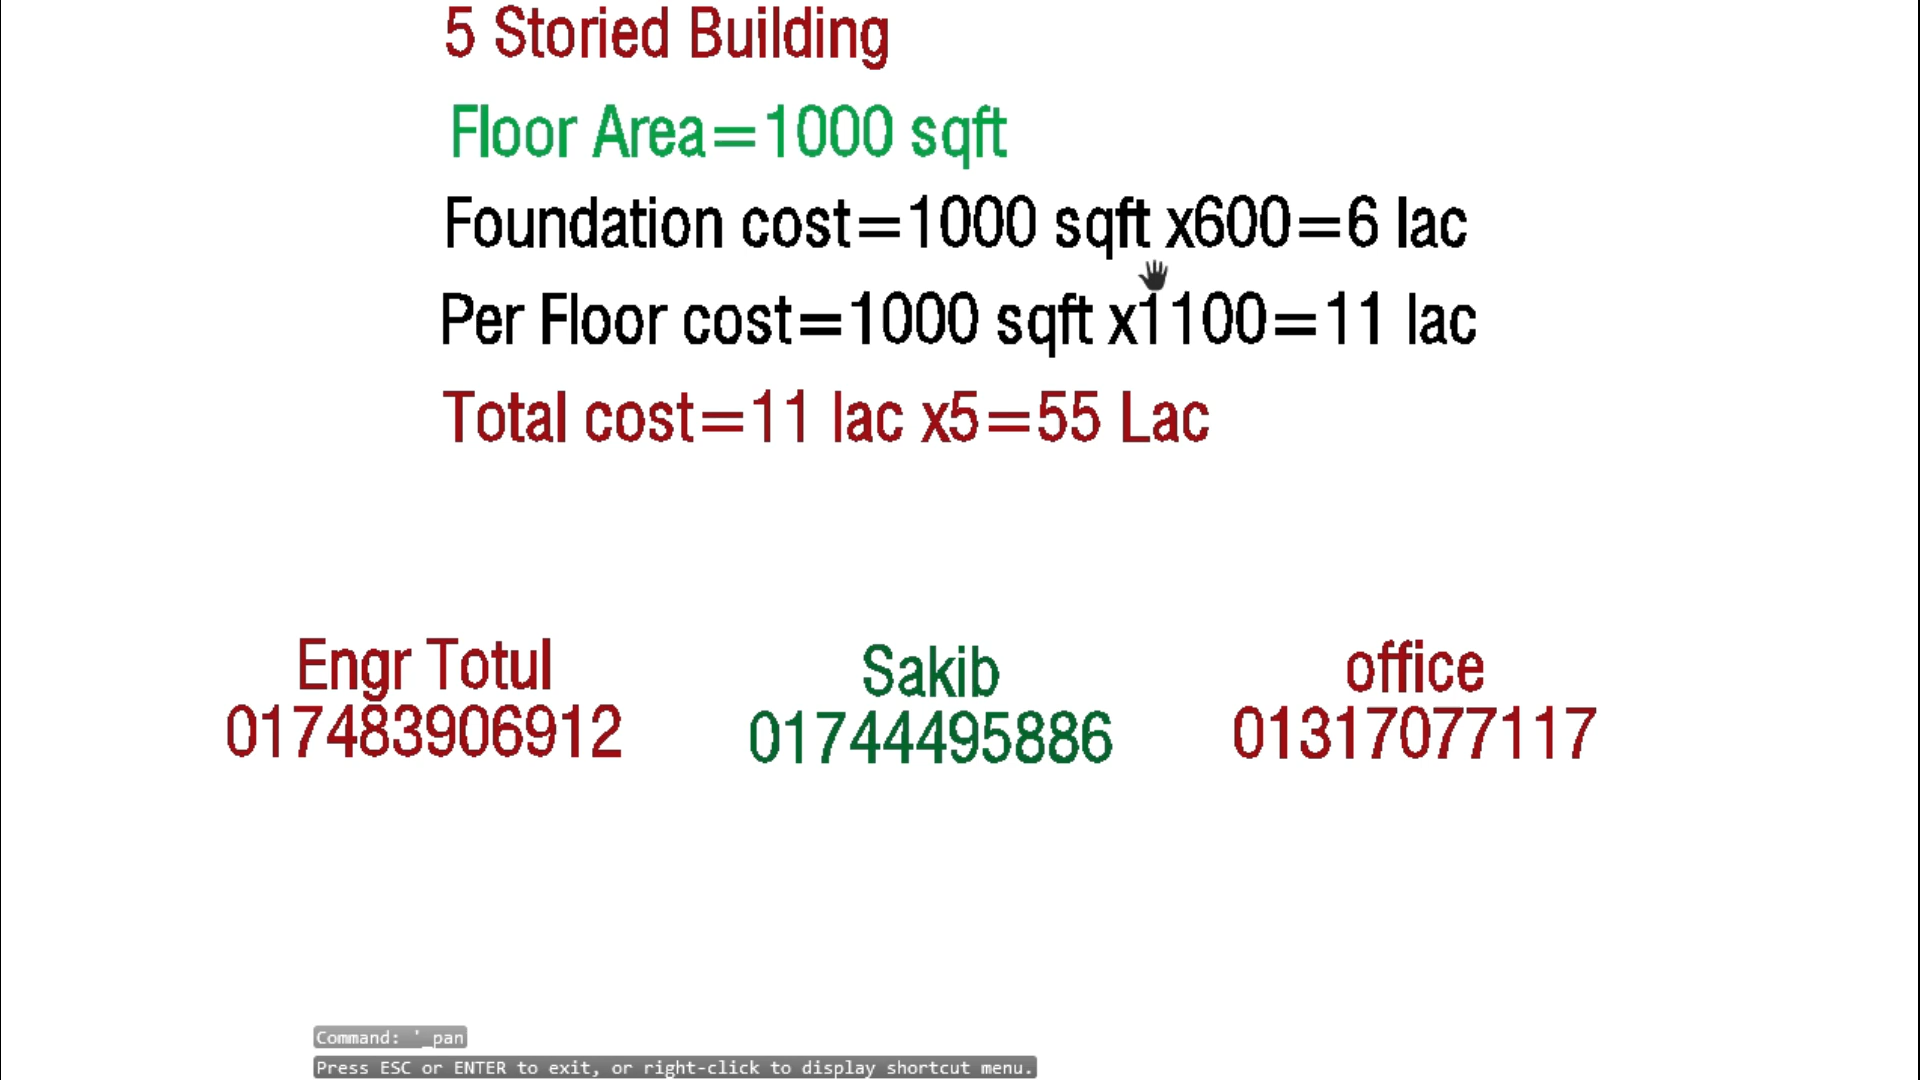 5 Storied Building
Floor Area=1000 sqft
Foundation cost=1000 sqft x600=6 lac
Per Floor cost=1000 sqft x1100=11 lac
Total cost=11 lac x5=55 Lac
Engr Totul
017483906912
Sakib
01744495886
office
01317077117
Command: '_pan
Press ESC or ENTER to exit, or right-click to display shortcut menu.